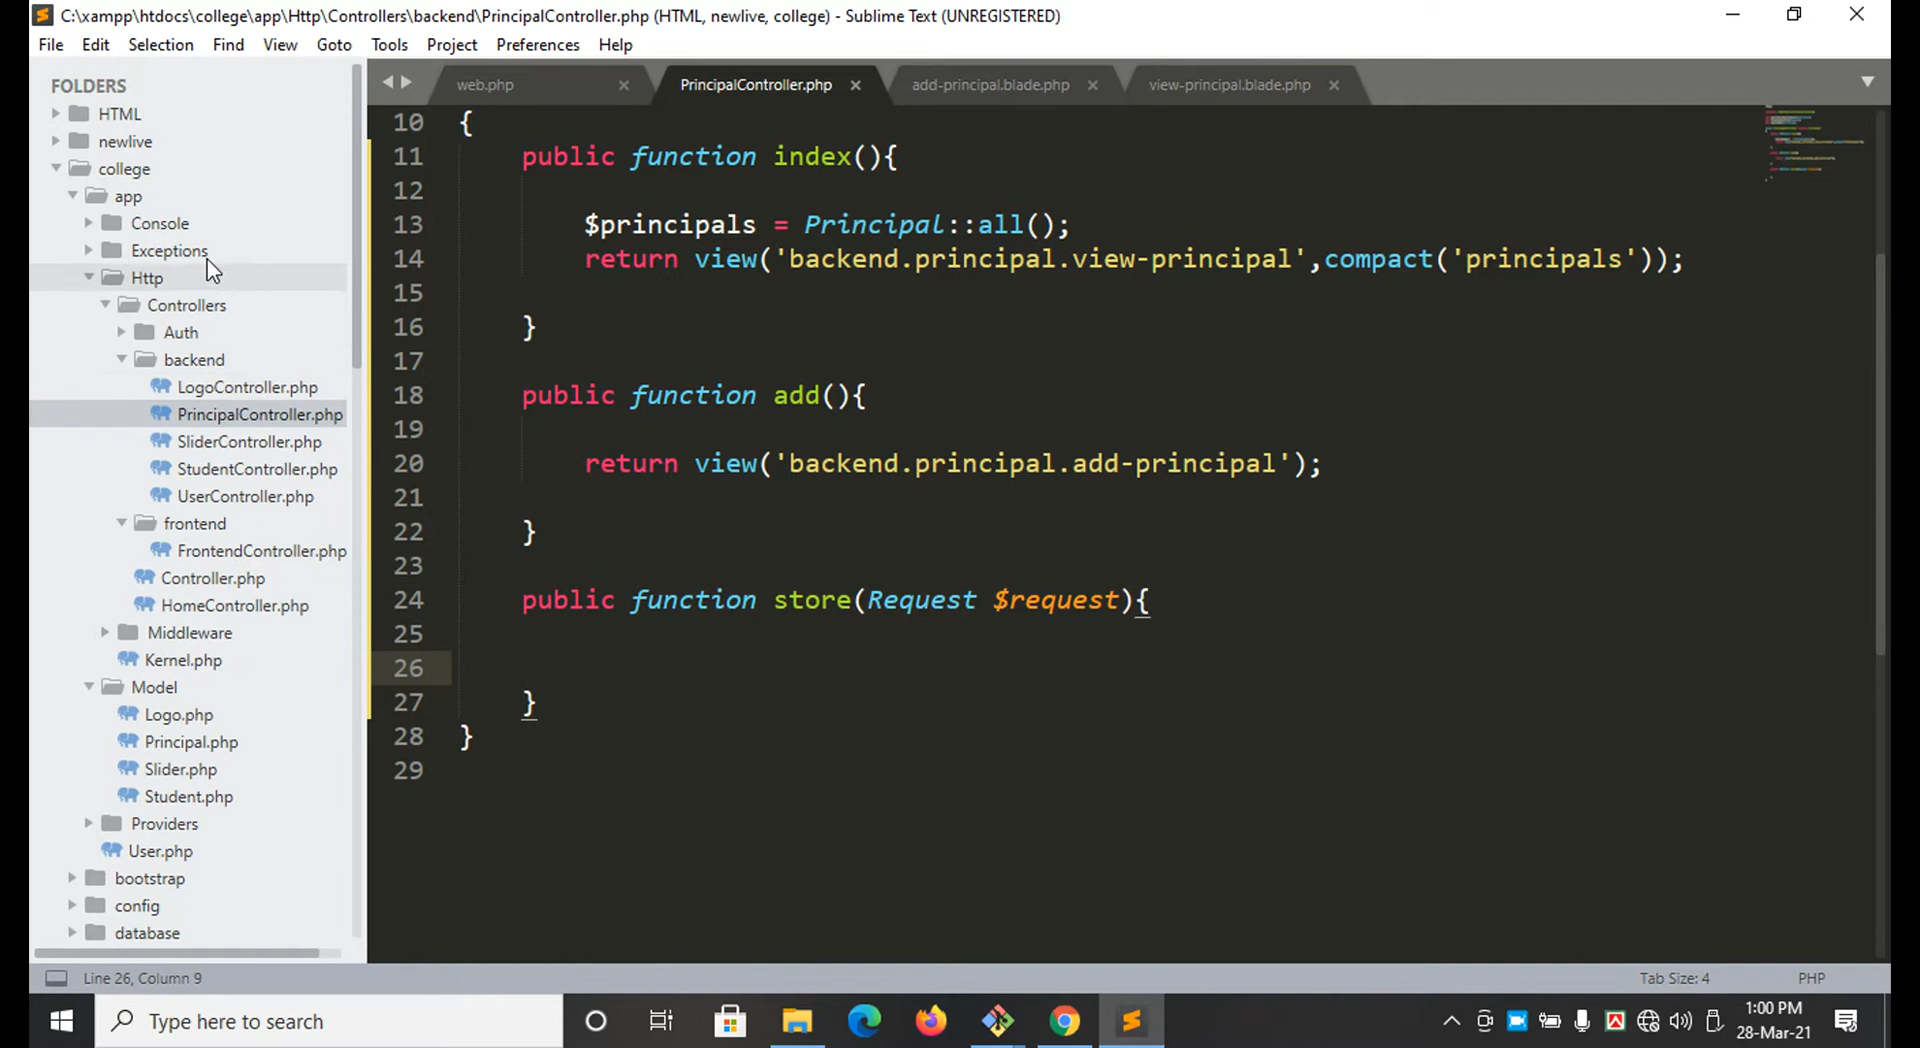 C:\xampp\htdocs\college\app\Http\Controllers\backend\PrincipalController.php (HTML, newlive, college) - Sublime Text (UNREGISTERED)
File Edit Selection Find View Goto Tools Project Preferences Help
FOLDERS
HTML
newlive
college
app
Console
Exceptions
Http
Controllers
Auth
backend
LogoController.php
PrincipalController.php
SliderController.php
StudentController.php
UserController.php
frontend
FrontendController.php
Controller.php
HomeController.php
Middleware
Kernel.php
Model
Logo.php
Principal.php
Slider.php
Student.php
Providers
User.php
bootstrap
config
database
web.php PrincipalController.php add-principal.blade.php view-principal.blade.php
10 {
11 public function index(){
12
13 $principals = Principal::all();
14 return view('backend.principal.view-principal',compact('principals'));
15
16 }
17
18 public function add(){
19
20 return view('backend.principal.add-principal');
21
22 }
23
24 public function store(Request $request){
25
26
27 }
28 }
29
Line 26, Column 9 Tab Size: 4 PHP
Type here to search
1:00 PM
28-Mar-21